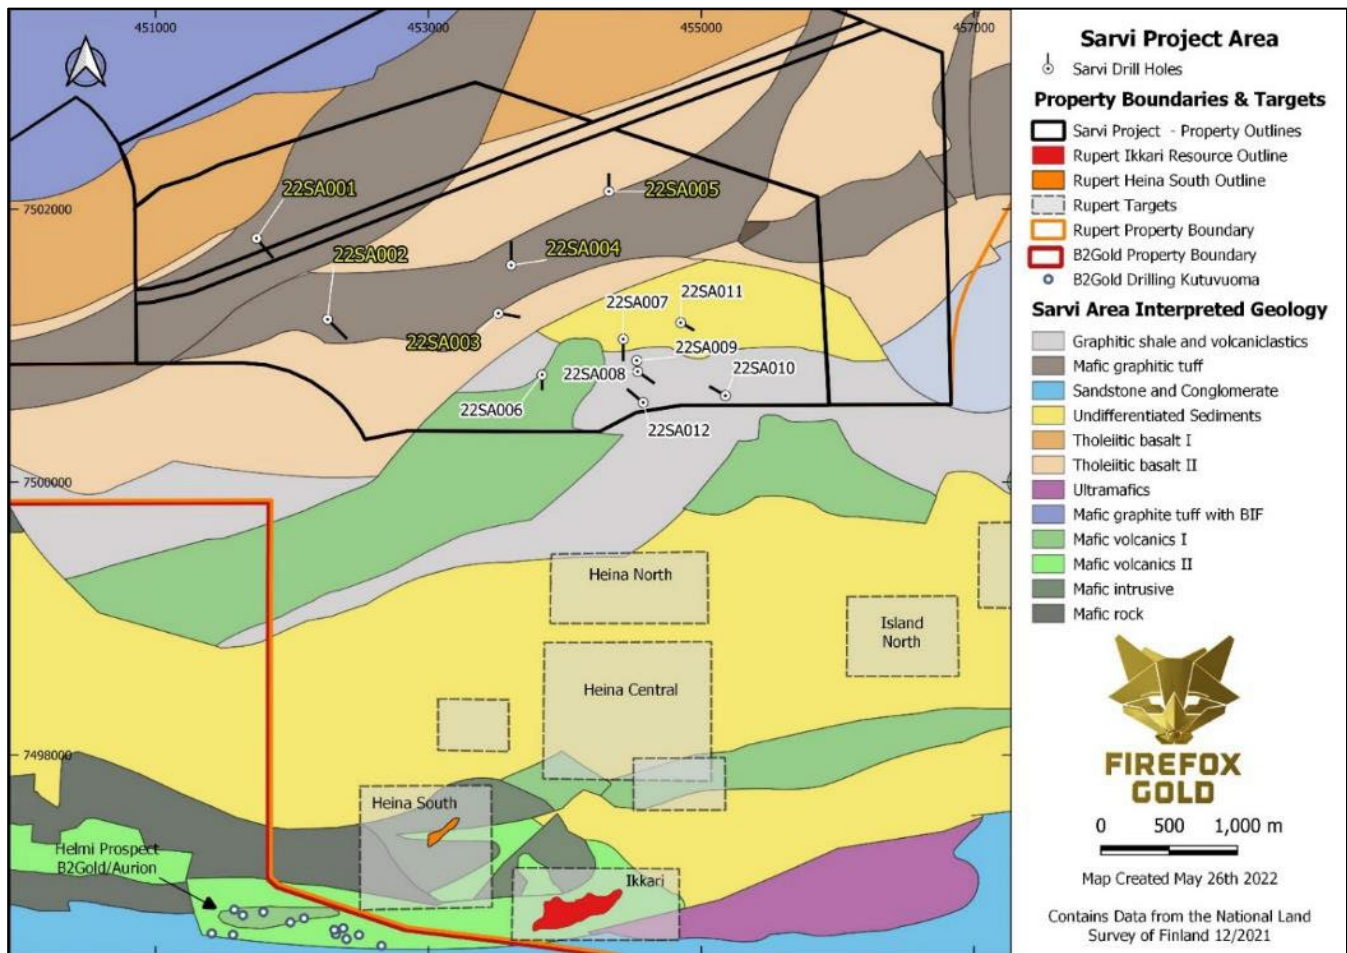 451000
453000
455000
457000
22SA001
22SA005
7502000
22SA002
22SA004
22SA007
22SA011
22SA003
22SA009
22SA008
22SA010
22SA006
22SA012
7500000
Heina North
Island
North
Heina Central
7498000
Heina South
Helmi Prospect
B2Gold/Aurion
Ikkari
Sarvi Project Area
Sarvi Drill Holes
Property Boundaries & Targets
Sarvi Project - Property Outlines
Rupert Ikkari Resource Outline
Rupert Heina South Outline
Rupert Targets
Rupert Property Boundary
B2Gold Property Boundary
B2Gold Drilling Kutuvuoma
Sarvi Area Interpreted Geology
Graphitic shale and volcaniclastics
Mafic graphitic tuff
Sandstone and Conglomerate
Undifferentiated Sediments
Tholeiitic basalt I
Tholeiitic basalt II
Ultramafics
Mafic graphite tuff with BIF
Mafic volcanics I
Mafic volcanics II
Mafic intrusive
Mafic rock
FIREFOX
GOLD
0 500 1,000 m
Map Created May 26th 2022
Contains Data from the National Land
Survey of Finland 12/2021